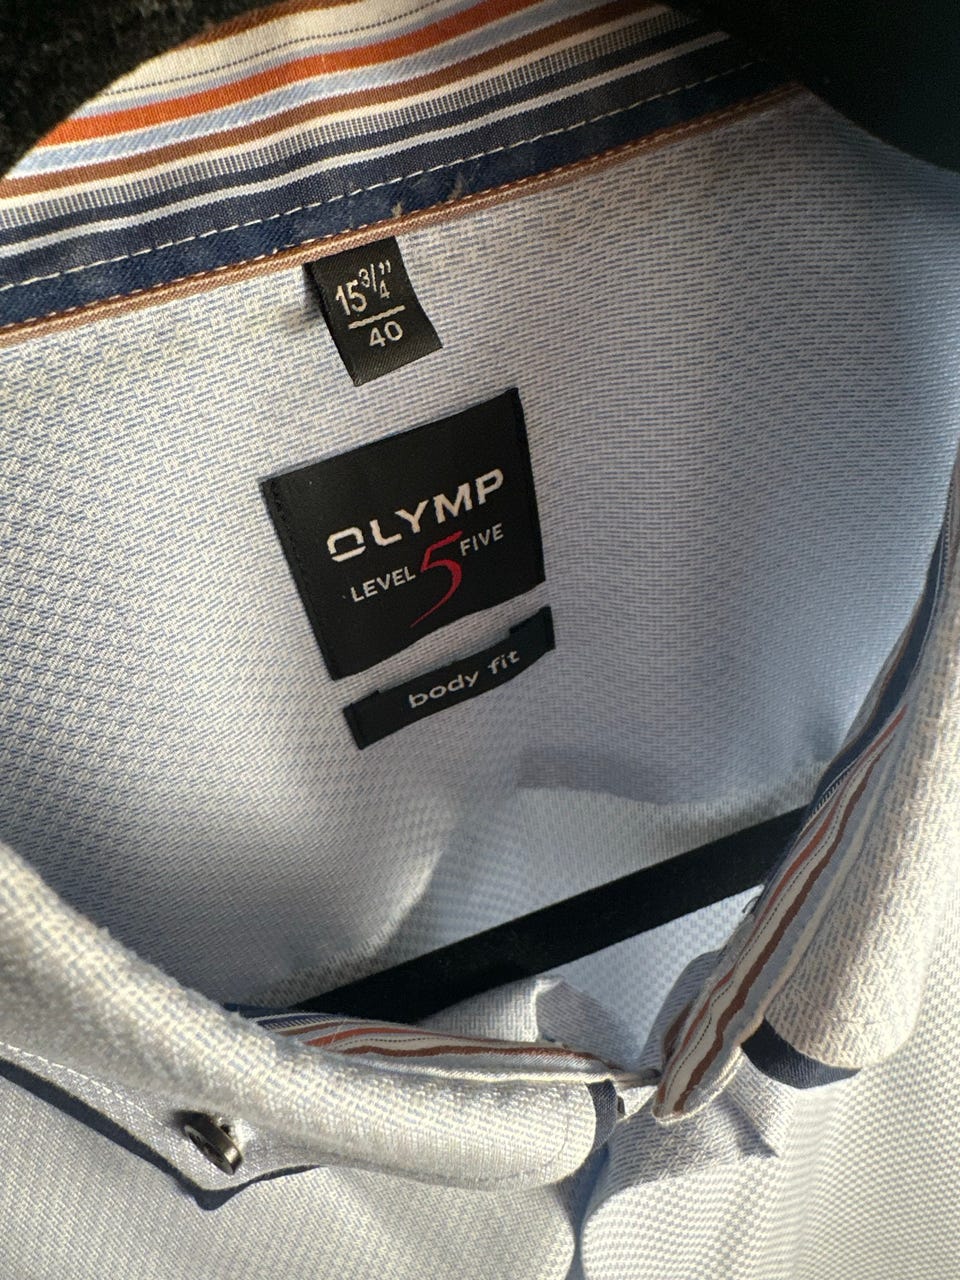 15 3/4"
40
OLYMP
LEVEL 5 FIVE
body fit